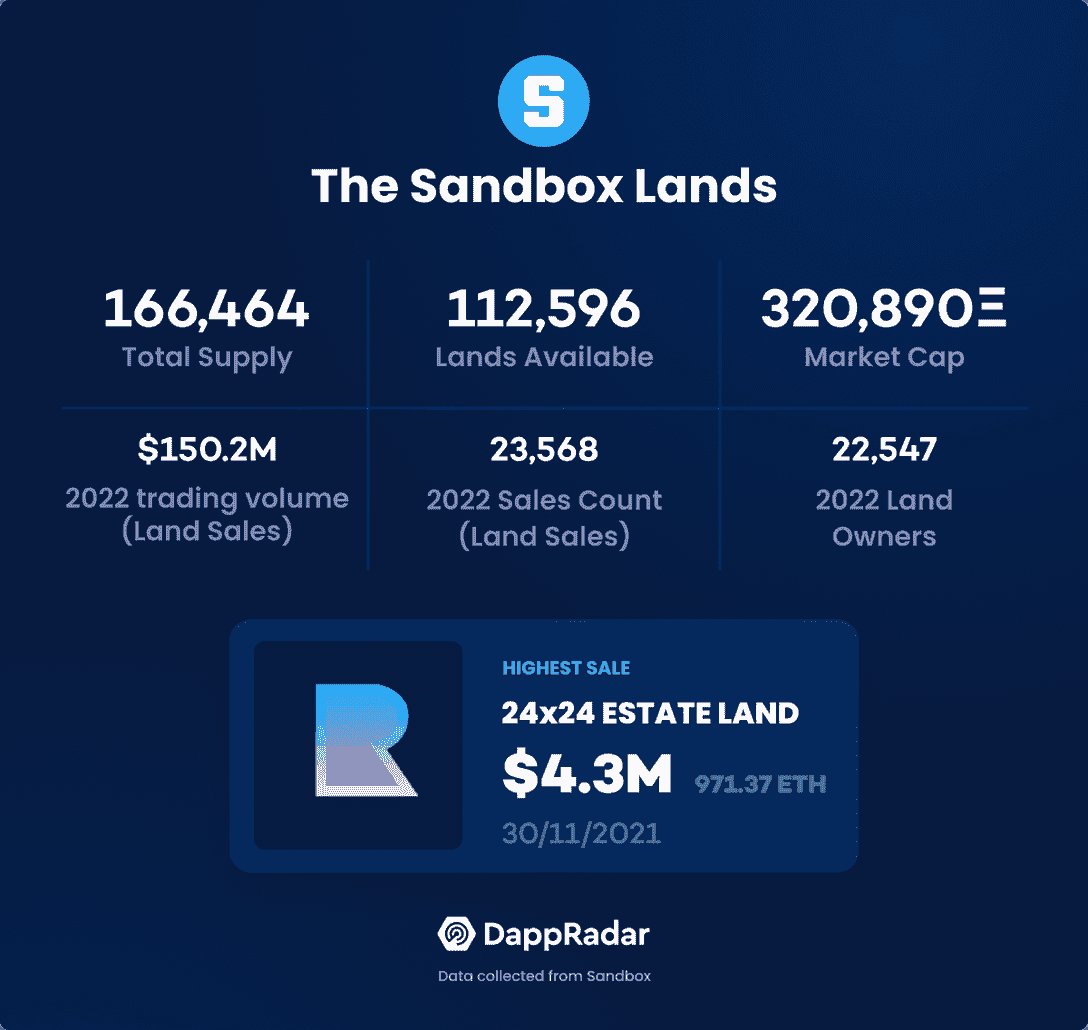 S
The Sandbox Lands
166,464
Total Supply
112,596
Lands Available
320,890Ξ
Market Cap
$150.2M
2022 trading volume
(Land Sales)
23,568
2022 Sales Count
(Land Sales)
22,547
2022 Land
Owners
R
HIGHEST SALE
24x24 ESTATE LAND
$4.3M 971.37 ETH
30/11/2021
DappRadar
Data collected from Sandbox